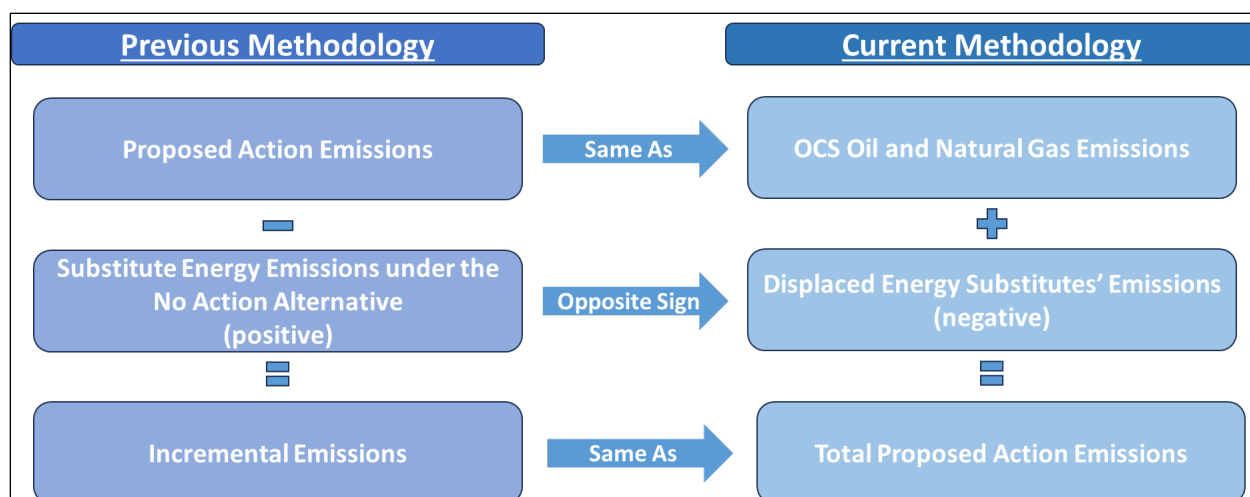 Previous Methodology
Current Methodology
Proposed Action Emissions
Same As
OCS Oil and Natural Gas Emissions
Substitute Energy Emissions under the
No Action Alternative
(positive)
Opposite Sign
Displaced Energy Substitutes’ Emissions
(negative)
Incremental Emissions
Same As
Total Proposed Action Emissions